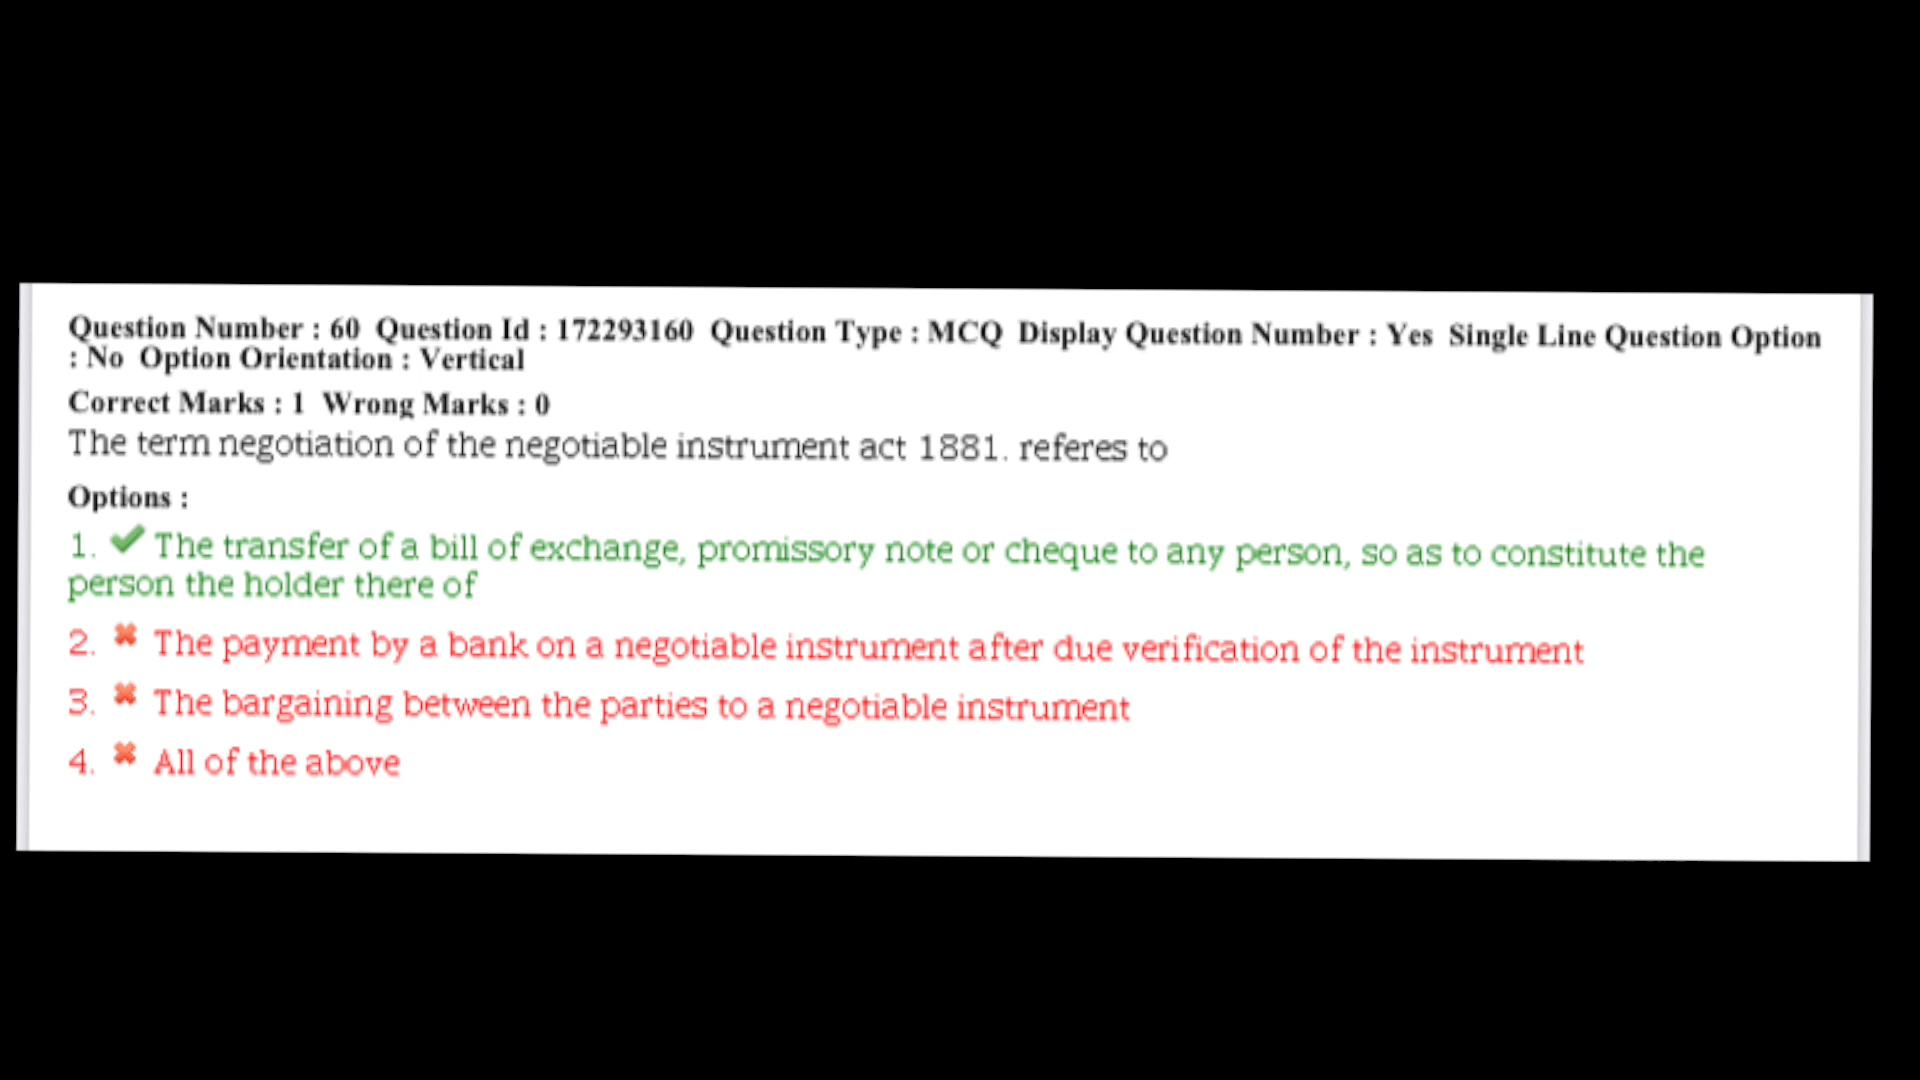 Question Number : 60 Question Id : 172293160 Question Type : MCQ Display Question Number : Yes Single Line Question Option
: No Option Orientation : Vertical
Correct Marks : 1 Wrong Marks : 0
The term negotiation of the negotiable instrument act 1881. referes to
Options :
1. ✔ The transfer of a bill of exchange, promissory note or cheque to any person, so as to constitute the
person the holder there of
2. ✖ The payment by a bank on a negotiable instrument after due verification of the instrument
3. ✖ The bargaining between the parties to a negotiable instrument
4. ✖ All of the above